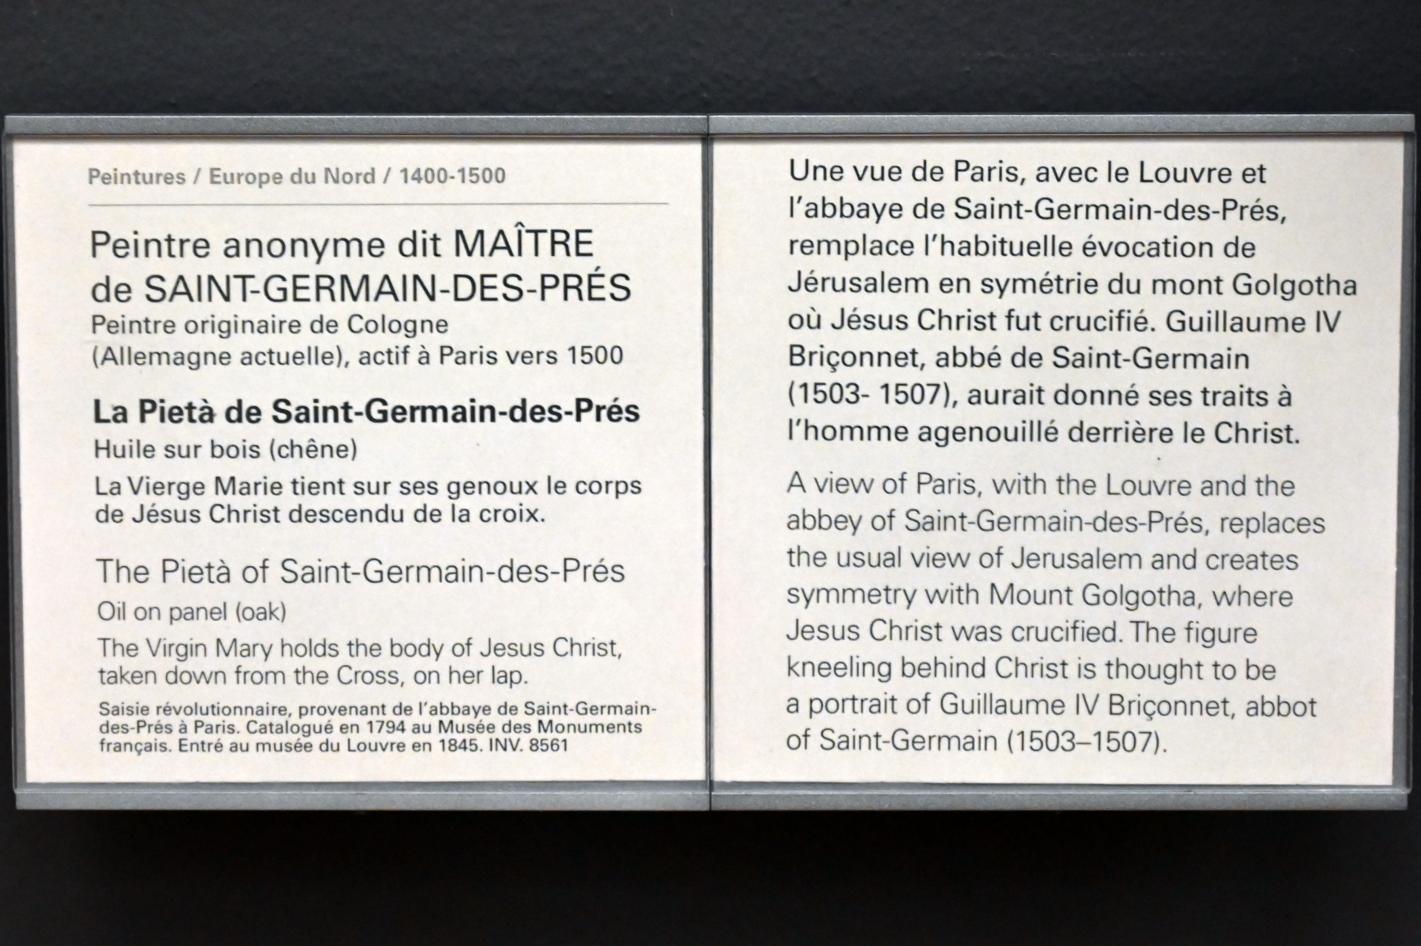 Peintures / Europe du Nord / 1400-1500
Peintre anonyme dit MAÎTRE
de SAINT-GERMAIN-DES-PRÉS
Peintre originaire de Cologne
(Allemagne actuelle), actif à Paris vers 1500
La Pietà de Saint-Germain-des-Prés
Huile sur bois (chêne)
La Vierge Marie tient sur ses genoux le corps
de Jésus Christ descendu de la croix.
The Pietà of Saint-Germain-des-Prés
Oil on panel (oak)
The Virgin Mary holds the body of Jesus Christ,
taken down from the Cross, on her lap.
Saisie révolutionnaire, provenant de l'abbaye de Saint-Germain-
des-Prés à Paris. Catalogué en 1794 au Musée des Monuments
français. Entré au musée du Louvre en 1845. INV. 8561
Une vue de Paris, avec le Louvre et
l'abbaye de Saint-Germain-des-Prés,
remplace l'habituelle évocation de
Jérusalem en symétrie du mont Golgotha
où Jésus Christ fut crucifié. Guillaume IV
Briçonnet, abbé de Saint-Germain
(1503- 1507), aurait donné ses traits à
l'homme agenouillé derrière le Christ.
A view of Paris, with the Louvre and the
abbey of Saint-Germain-des-Prés, replaces
the usual view of Jerusalem and creates
symmetry with Mount Golgotha, where
Jesus Christ was crucified. The figure
kneeling behind Christ is thought to be
a portrait of Guillaume IV Briçonnet, abbot
of Saint-Germain (1503–1507).